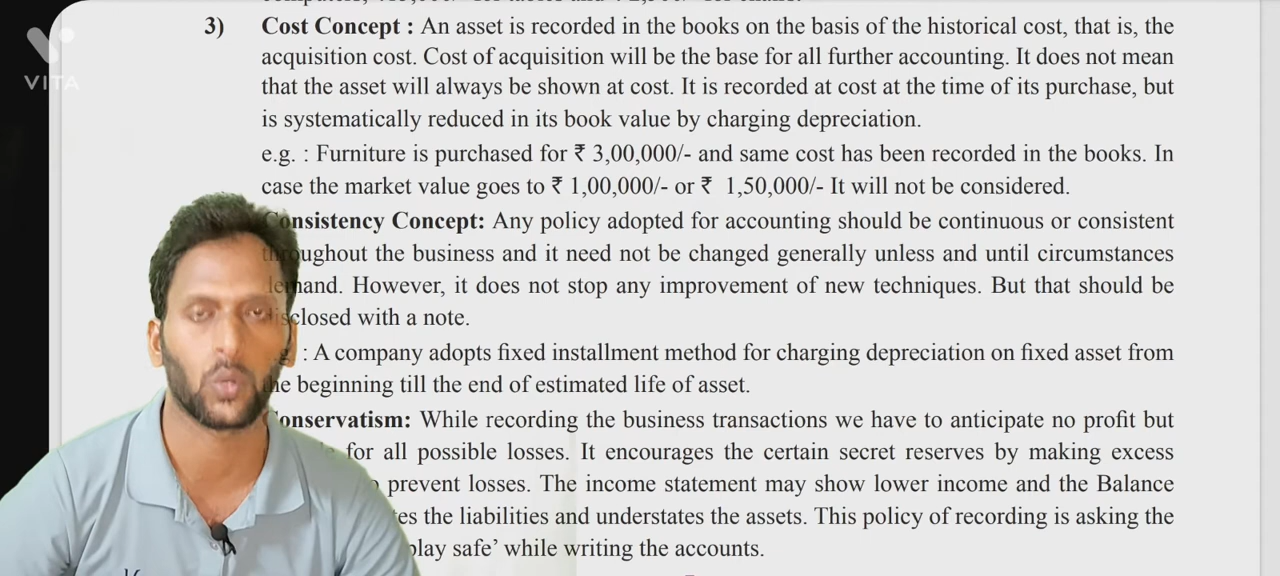 VITA
3) Cost Concept : An asset is recorded in the books on the basis of the historical cost, that is, the
acquisition cost. Cost of acquisition will be the base for all further accounting. It does not mean
that the asset will always be shown at cost. It is recorded at cost at the time of its purchase, but
is systematically reduced in its book value by charging depreciation.
e.g. : Furniture is purchased for ₹ 3,00,000/- and same cost has been recorded in the books. In
case the market value goes to ₹ 1,00,000/- or ₹ 1,50,000/- It will not be considered.
Consistency Concept: Any policy adopted for accounting should be continuous or consistent
throughout the business and it need not be changed generally unless and until circumstances
demand. However, it does not stop any improvement of new techniques. But that should be
disclosed with a note.
: A company adopts fixed installment method for charging depreciation on fixed asset from
the beginning till the end of estimated life of asset.
onservatism: While recording the business transactions we have to anticipate no profit but
for all possible losses. It encourages the certain secret reserves by making excess
prevent losses. The income statement may show lower income and the Balance
the liabilities and understates the assets. This policy of recording is asking the
play safe’ while writing the accounts.